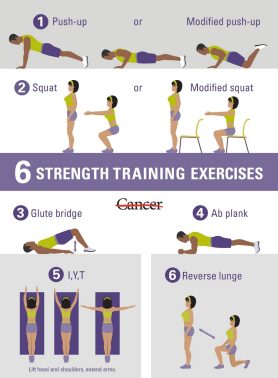 1 Push-up or Modified push-up
2 Squat or Modified squat
6 STRENGTH TRAINING EXERCISES
Cancer
3 Glute bridge
4 Ab plank
5 I,Y,T
6 Reverse lunge
Lift head and shoulders, extend arms.